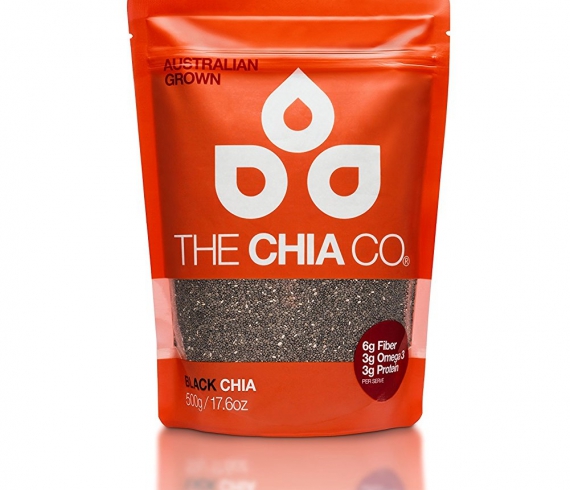 AUSTRALIAN
GROWN
THE CHIA CO®
6g Fiber
3g Omega 3
3g Protein
PER SERVE
BLACK CHIA
500g/17.6oz